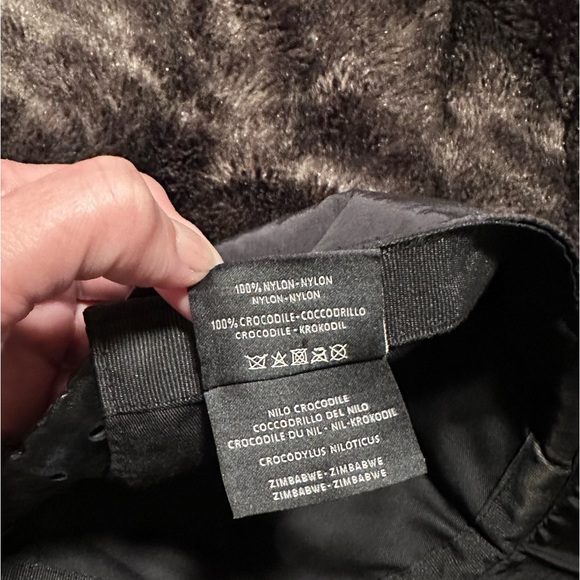 100% NYLON-NYLON
NYLON-NYLON
100% CROCODILE-COCCODRILLO
CROCODILE-KROKODIL
NILO CROCODILE
COCCODRILLO DEL NILO
CROCODILE DU NIL - NIL-KROKODIL
CROCODYLUS NILOTICUS
ZIMBABWE-ZIMBABWE
ZIMBABWE-ZIMBABWE